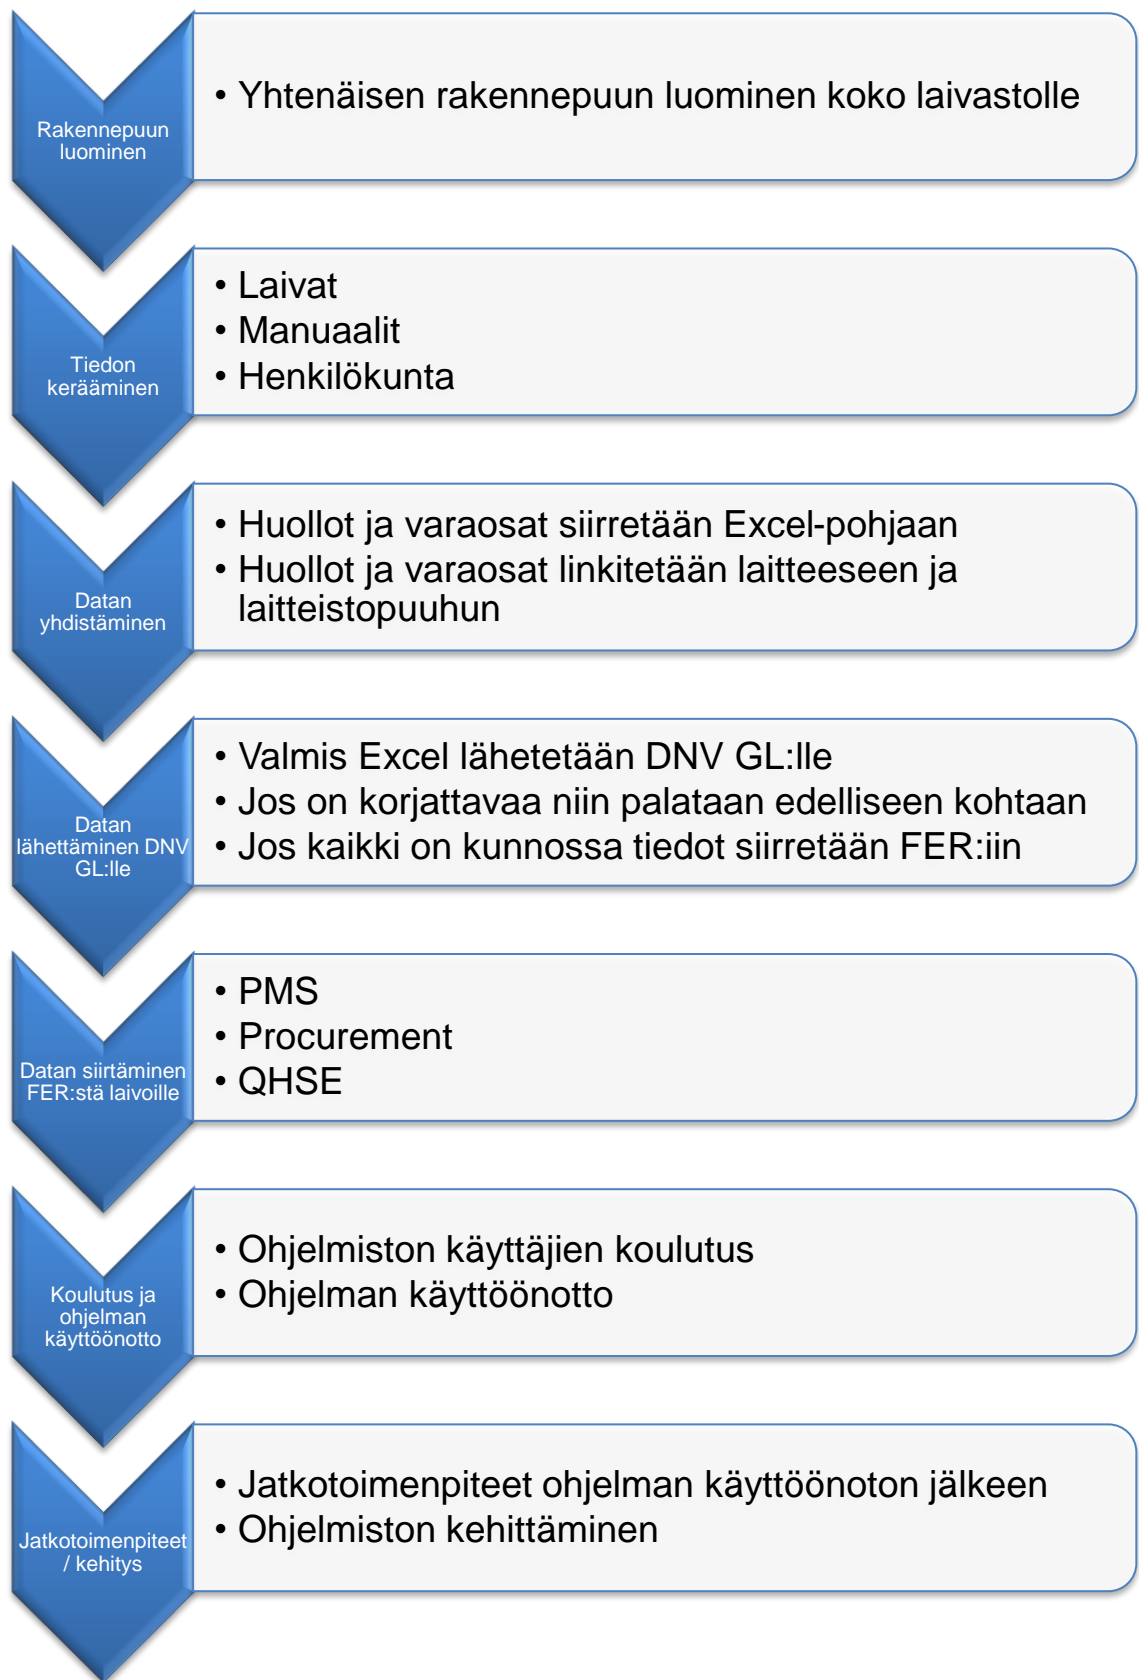 Rakennepuun
luominen
• Yhtenäisen rakennepuun luominen koko laivastolle
Tiedon
kerääminen
• Laivat
• Manuaalit
• Henkilökunta
Datan
yhdistäminen
• Huollot ja varaosat siirretään Excel-pohjaan
• Huollot ja varaosat linkitetään laitteeseen ja
laitteistopuuhun
Datan
lähettäminen DNV
GL:lle
• Valmis Excel lähetetään DNV GL:lle
• Jos on korjattavaa niin palataan edelliseen kohtaan
• Jos kaikki on kunnossa tiedot siirretään FER:iin
Datan siirtäminen
FER:stä laivoille
• PMS
• Procurement
• QHSE
Koulutus ja
ohjelman
käyttöönotto
• Ohjelmiston käyttäjien koulutus
• Ohjelman käyttöönotto
Jatkotoimenpiteet
/ kehitys
• Jatkotoimenpiteet ohjelman käyttöönoton jälkeen
• Ohjelmiston kehittäminen